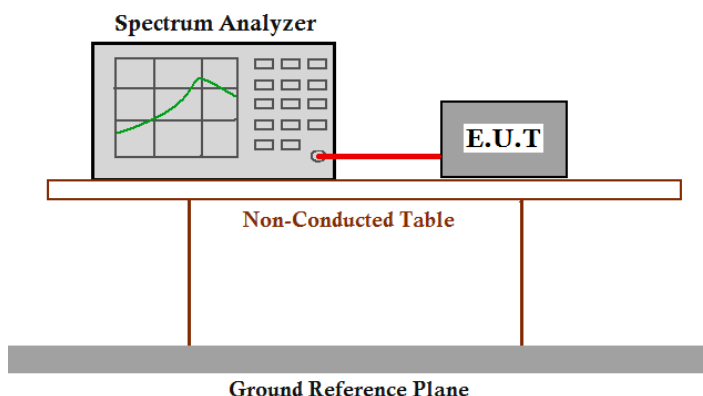 Spectrum Analyzer
E.U.T
Non-Conducted Table
Ground Reference Plane